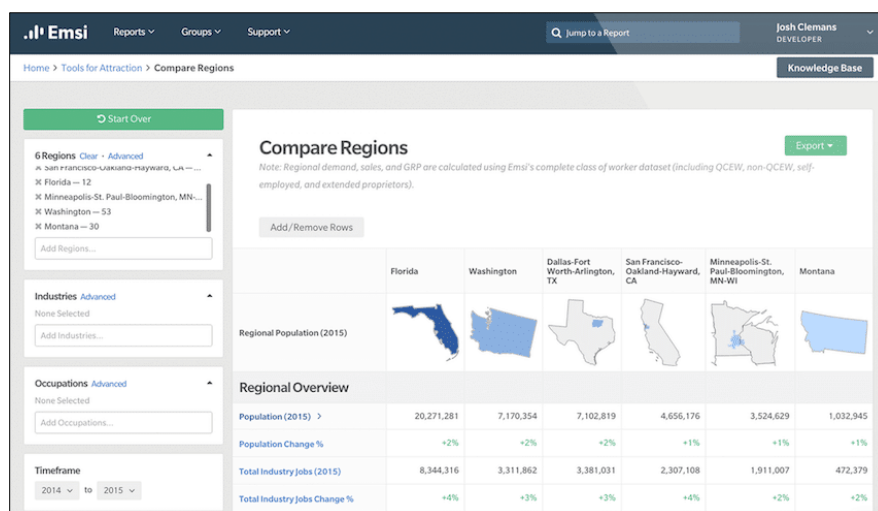 Emsi
Reports
Groups
Support
Jump to a Report
Josh Clemans
DEVELOPER
Home > Tools for Attraction > Compare Regions
Knowledge Base
Start Over
6 Regions Clear • Advanced
San Francisco-Oakland-Hayward, CA — ...
Florida — 12
Minneapolis-St. Paul-Bloomington, MN-...
Washington — 53
Montana — 30
Add Regions...
Industries Advanced
None Selected
Add Industries...
Occupations Advanced
None Selected
Add Occupations...
Timeframe
2014 to 2015
Compare Regions
Export
Note: Regional demand, sales, and GRP are calculated using Emsi's complete class of worker dataset (including QCEW, non-QCEW, self-
employed, and extended proprietors).
Add/Remove Rows
Florida
Washington
Dallas-Fort
Worth-Arlington,
TX
San Francisco-
Oakland-Hayward,
CA
Minneapolis-St.
Paul-Bloomington,
MN-WI
Montana
Regional Population (2015)
Regional Overview
Population (2015) > 20,271,281 7,170,354 7,102,819 4,656,176 3,524,629 1,032,945
Population Change % +2% +2% +2% +1% +1% +1%
Total Industry Jobs (2015) 8,344,316 3,311,862 3,381,031 2,307,108 1,911,007 472,379
Total Industry Jobs Change % +4% +3% +3% +4% +2% +2%